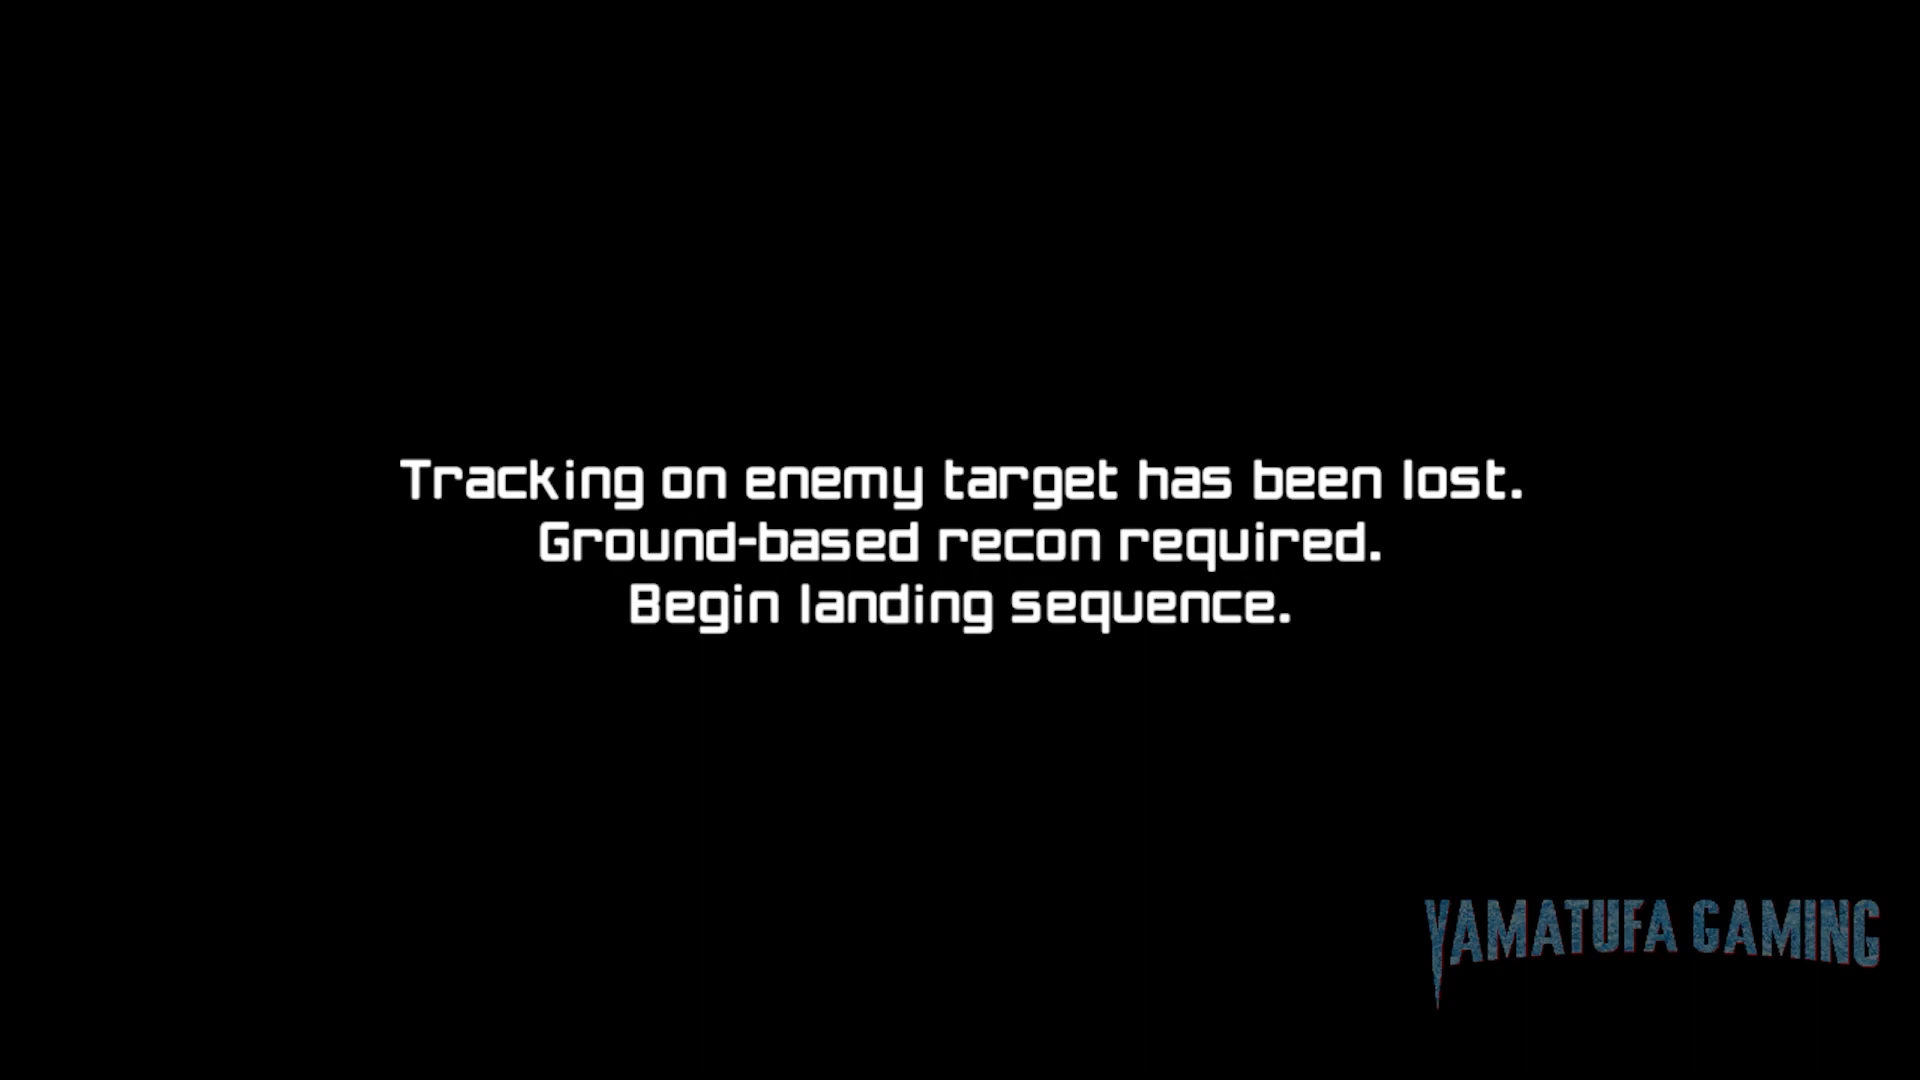 Tracking on enemy target has been lost.
Ground-based recon required.
Begin landing sequence.
YAMATUFA GAMING